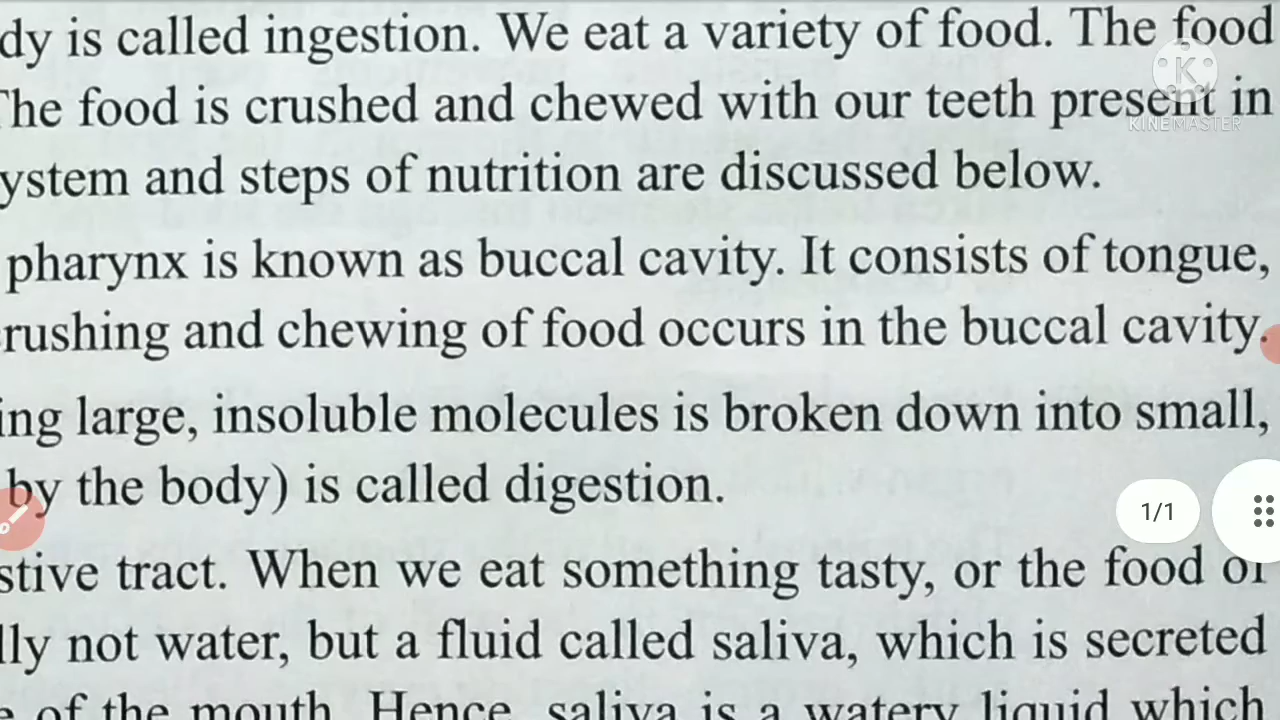 dy is called ingestion. We eat a variety of food. The food
The food is crushed and chewed with our teeth present in
KINEMASTER
ystem and steps of nutrition are discussed below.
pharynx is known as buccal cavity. It consists of tongue,
rushing and chewing of food occurs in the buccal cavity.
ing large, insoluble molecules is broken down into small,
by the body) is called digestion.
1/1
stive tract. When we eat something tasty, or the food of
lly not water, but a fluid called saliva, which is secreted
of the mouth. Hence, saliva is a watery liquid which